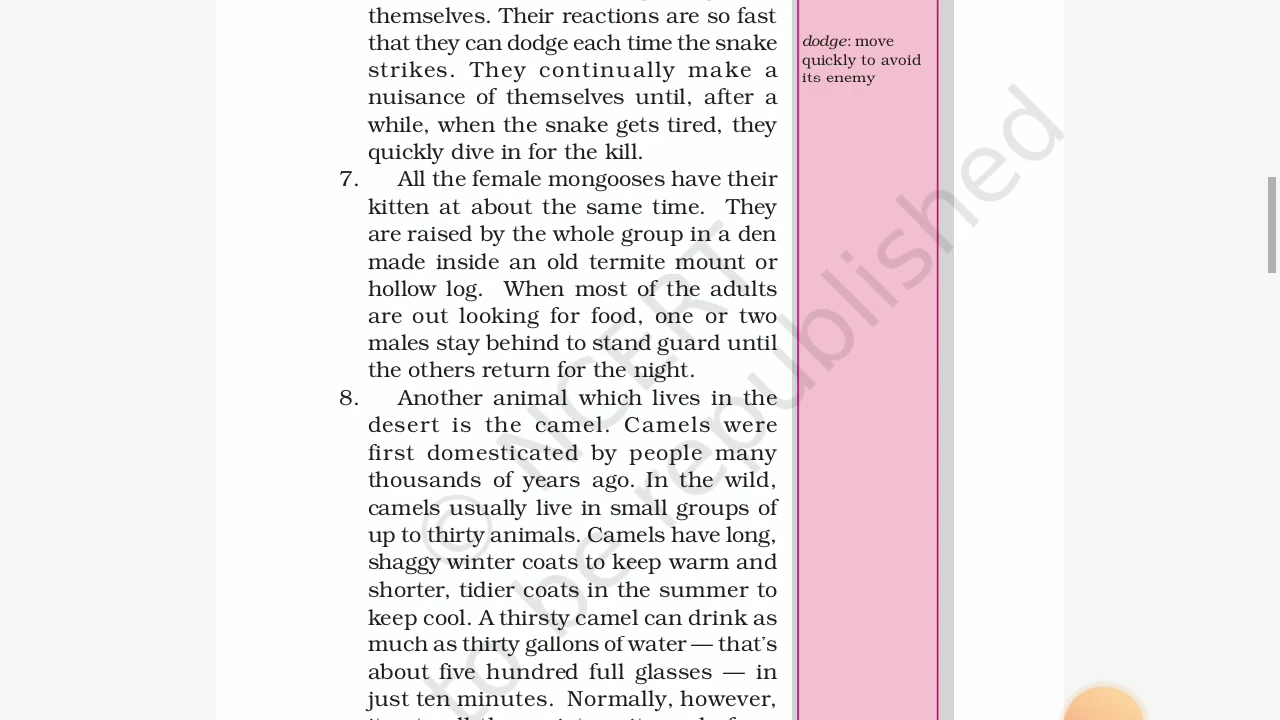 themselves. Their reactions are so fast
that they can dodge each time the snake
strikes. They continually make a
nuisance of themselves until, after a
while, when the snake gets tired, they
quickly dive in for the kill.
7. All the female mongooses have their
kitten at about the same time. They
are raised by the whole group in a den
made inside an old termite mount or
hollow log. When most of the adults
are out looking for food, one or two
males stay behind to stand guard until
the others return for the night.
8. Another animal which lives in the
desert is the camel. Camels were
first domesticated by people many
thousands of years ago. In the wild,
camels usually live in small groups of
up to thirty animals. Camels have long,
shaggy winter coats to keep warm and
shorter, tidier coats in the summer to
keep cool. A thirsty camel can drink as
much as thirty gallons of water — that's
about five hundred full glasses — in
just ten minutes. Normally, however,
dodge: move
quickly to avoid
its enemy
© NCERT
to be republished